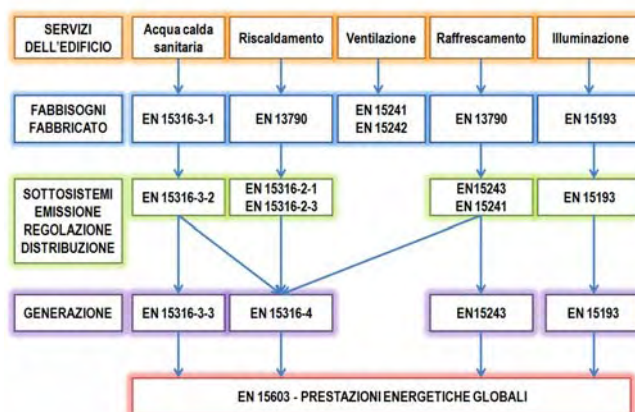 SERVIZI
DELL'EDIFICIO
Acqua calda
sanitaria
Riscaldamento
Ventilazione
Raffrescamento
Illuminazione
FABBISOGNI
FABBRICATO
EN 15316-3-1
EN 13790
EN 15241
EN 15242
EN 13790
EN 15193
SOTTOSISTEMI
EMISSIONE
REGOLAZIONE
DISTRIBUZIONE
EN 15316-3-2
EN 15316-2-1
EN 15316-2-3
EN15243
EN 15241
EN 15193
GENERAZIONE
EN 15316-3-3
EN 15316-4
EN15243
EN 15193
EN 15603 - PRESTAZIONI ENERGETICHE GLOBALI